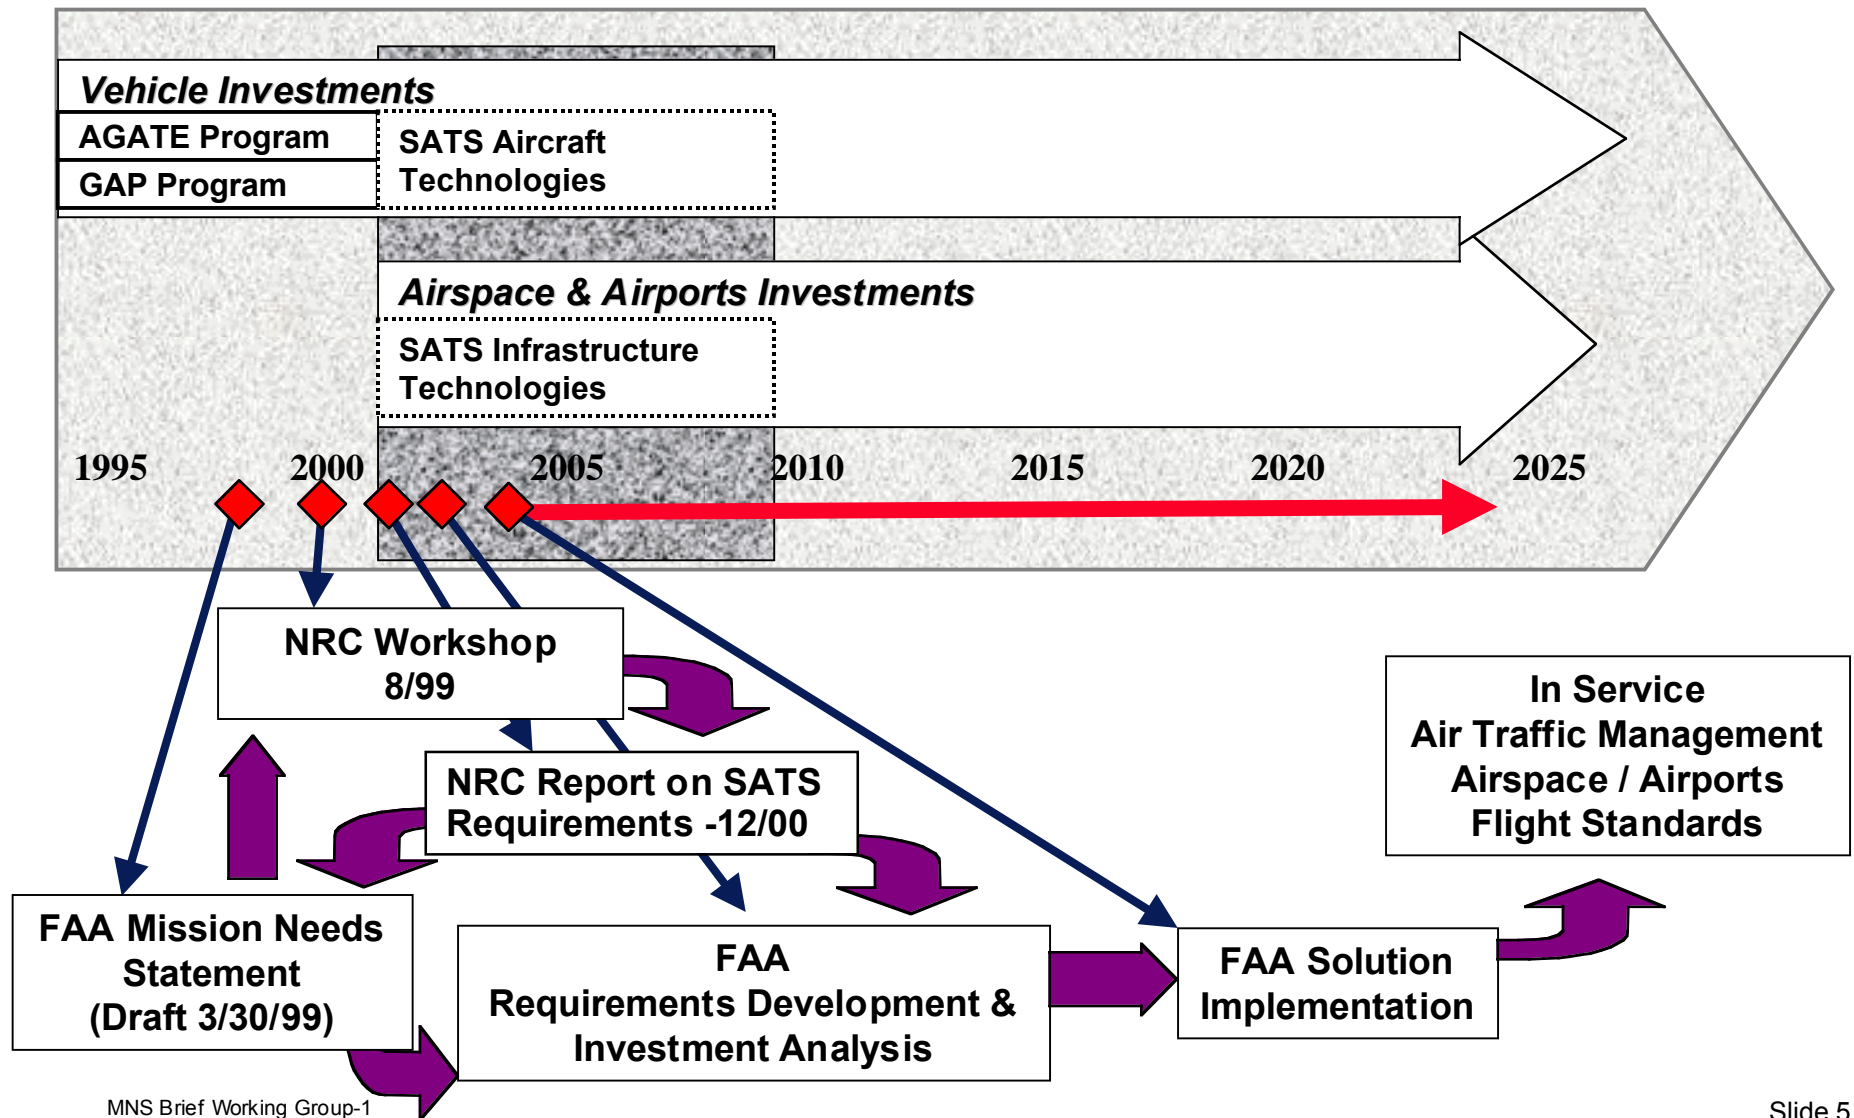 Vehicle Investments
AGATE Program
GAP Program
SATS Aircraft
Technologies
Airspace & Airports Investments
SATS Infrastructure
Technologies
1995 2000 2005 2010 2015 2020 2025
NRC Workshop
8/99
NRC Report on SATS
Requirements -12/00
In Service
Air Traffic Management
Airspace / Airports
Flight Standards
FAA Mission Needs
Statement
(Draft 3/30/99)
FAA
Requirements Development &
Investment Analysis
FAA Solution
Implementation
MNS Brief Working Group-1
Slide 5